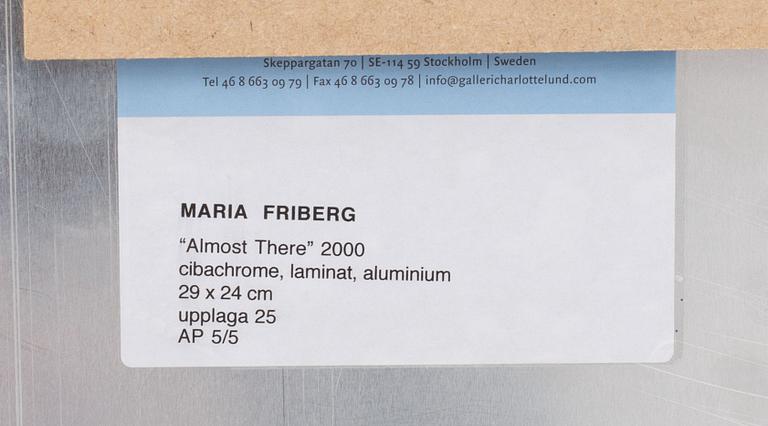 Skeppargatan 70 | SE-114 59 Stockholm | Sweden
Tel 46 8 663 09 79 | Fax 46 8 663 09 78 | info@gallericharlottelund.com
MARIA FRIBERG
“Almost There” 2000
cibachrome, laminat, aluminium
29 x 24 cm
upplaga 25
AP 5/5